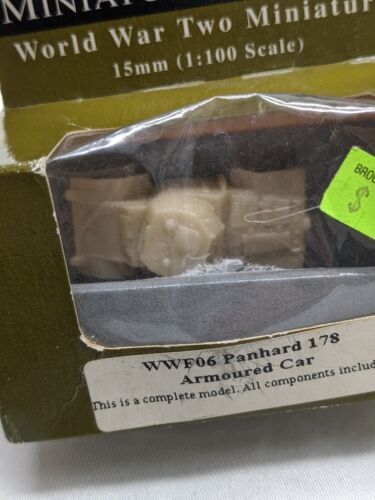 World War Two Miniatur
15mm (1:100 Scale)
BRO
$
WWF06 Panhard 178
Armoured Car
This is a complete model. All components includ